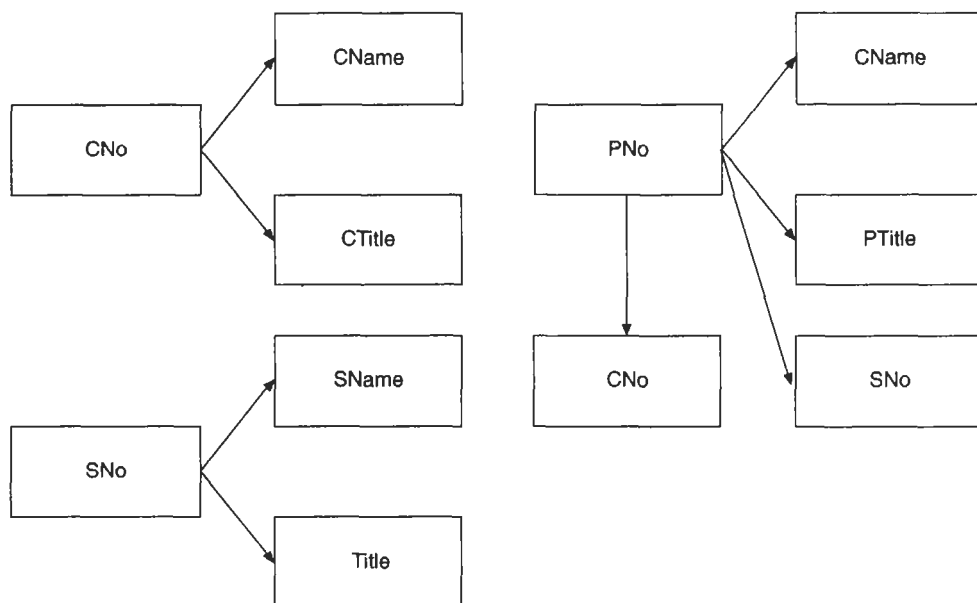 CName
CNo
CTitle
SName
SNo
Title
CName
PNo
PTitle
CNo
SNo